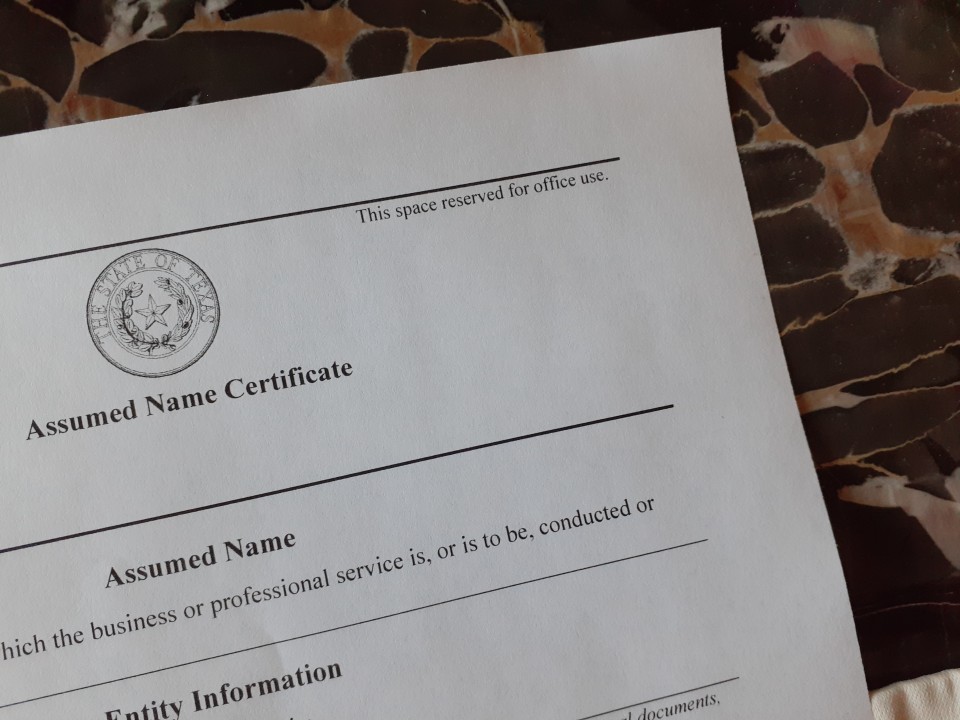 This space reserved for office use.
THE STATE OF TEXAS
Assumed Name Certificate
Assumed Name
hich the business or professional service is, or is to be, conducted or
Entity Information
documents,